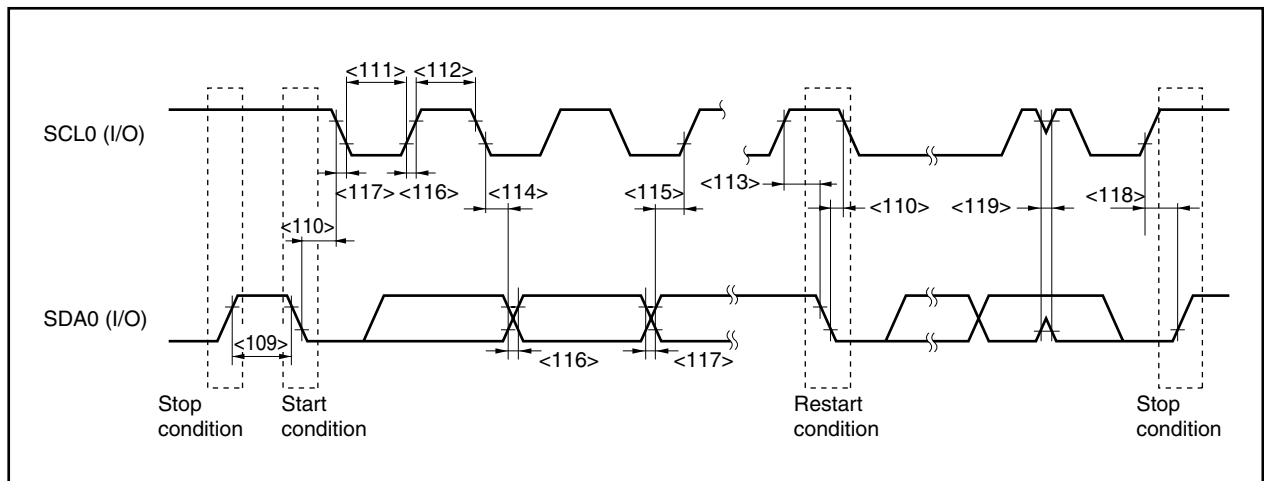 <111> <112>
SCL0 (I/O)
<117> <116> <114> <115> <113> <110> <119> <118>
<110>
SDA0 (I/O)
<109> <116> <117>
Stop
condition
Start
condition
Restart
condition
Stop
condition